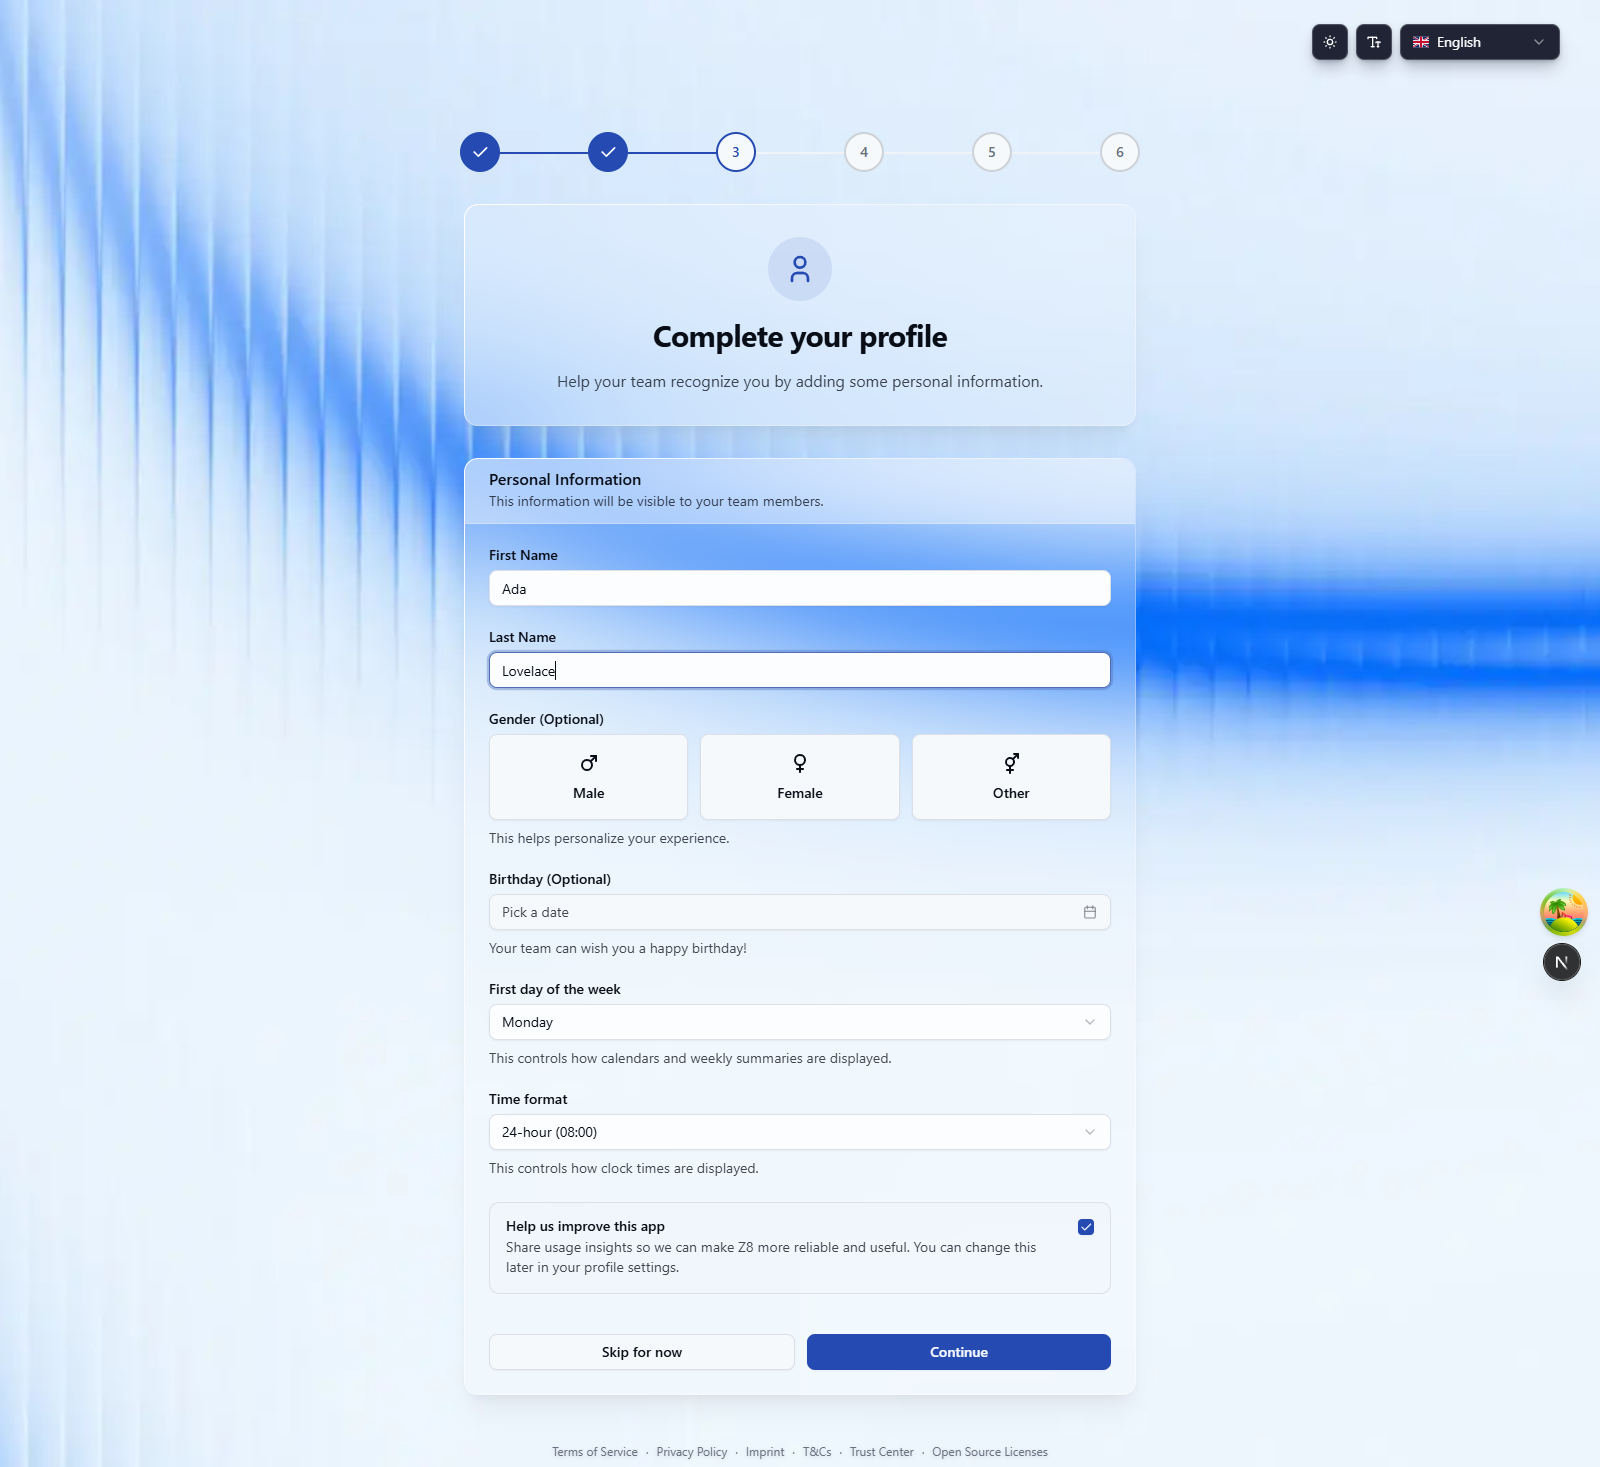 English
3
4
5
6
Complete your profile
Help your team recognize you by adding some personal information.
Personal Information
This information will be visible to your team members.
First Name
Ada
Last Name
Lovelace
Gender (Optional)
Male
Female
Other
This helps personalize your experience.
Birthday (Optional)
Pick a date
Your team can wish you a happy birthday!
First day of the week
Monday
This controls how calendars and weekly summaries are displayed.
Time format
24-hour (08:00)
This controls how clock times are displayed.
Help us improve this app
Share usage insights so we can make Z8 more reliable and useful. You can change this
later in your profile settings.
Skip for now
Continue
Terms of Service · Privacy Policy · Imprint · T&Cs · Trust Center · Open Source Licenses